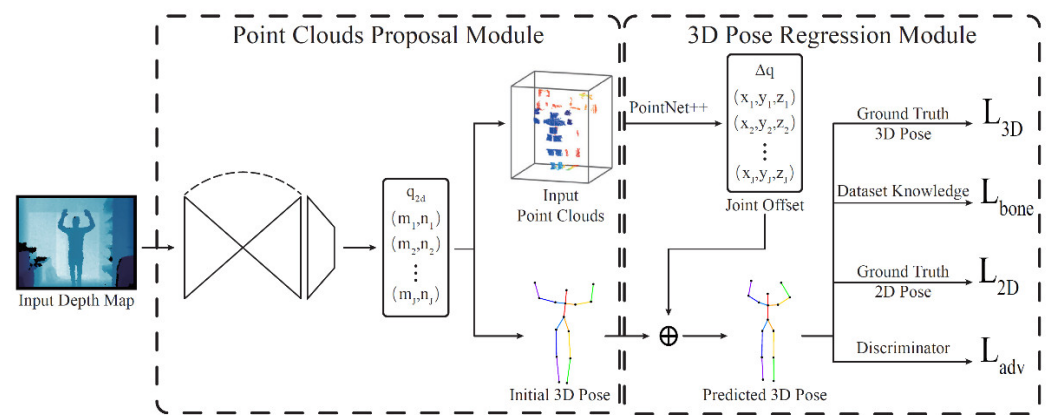 Point Clouds Proposal Module
3D Pose Regression Module
Input Depth Map
q2d
(m1,n1)
(m2,n2)
⋮
(mJ,nJ)
Input
Point Clouds
Initial 3D Pose
PointNet++
Δq
(x1,y1,z1)
(x2,y2,z2)
⋮
(xJ,yJ,zJ)
Joint Offset
Predicted 3D Pose
Ground Truth
3D Pose
L3D
Dataset Knowledge
Lbone
Ground Truth
2D Pose
L2D
Discriminator
Ladv